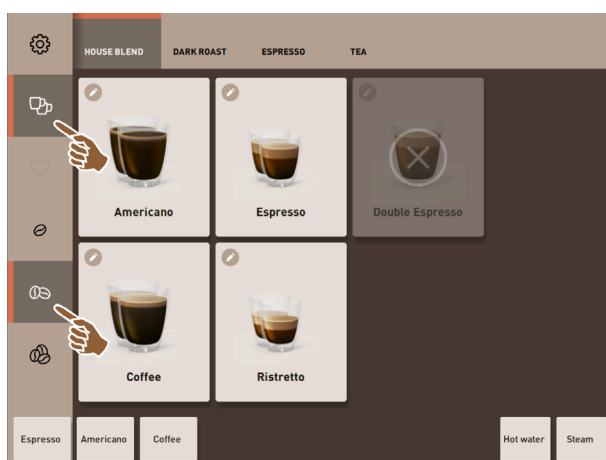 HOUSE BLEND
DARK ROAST
ESPRESSO
TEA
Americano
Espresso
Double Espresso
Coffee
Ristretto
Espresso
Americano
Coffee
Hot water
Steam